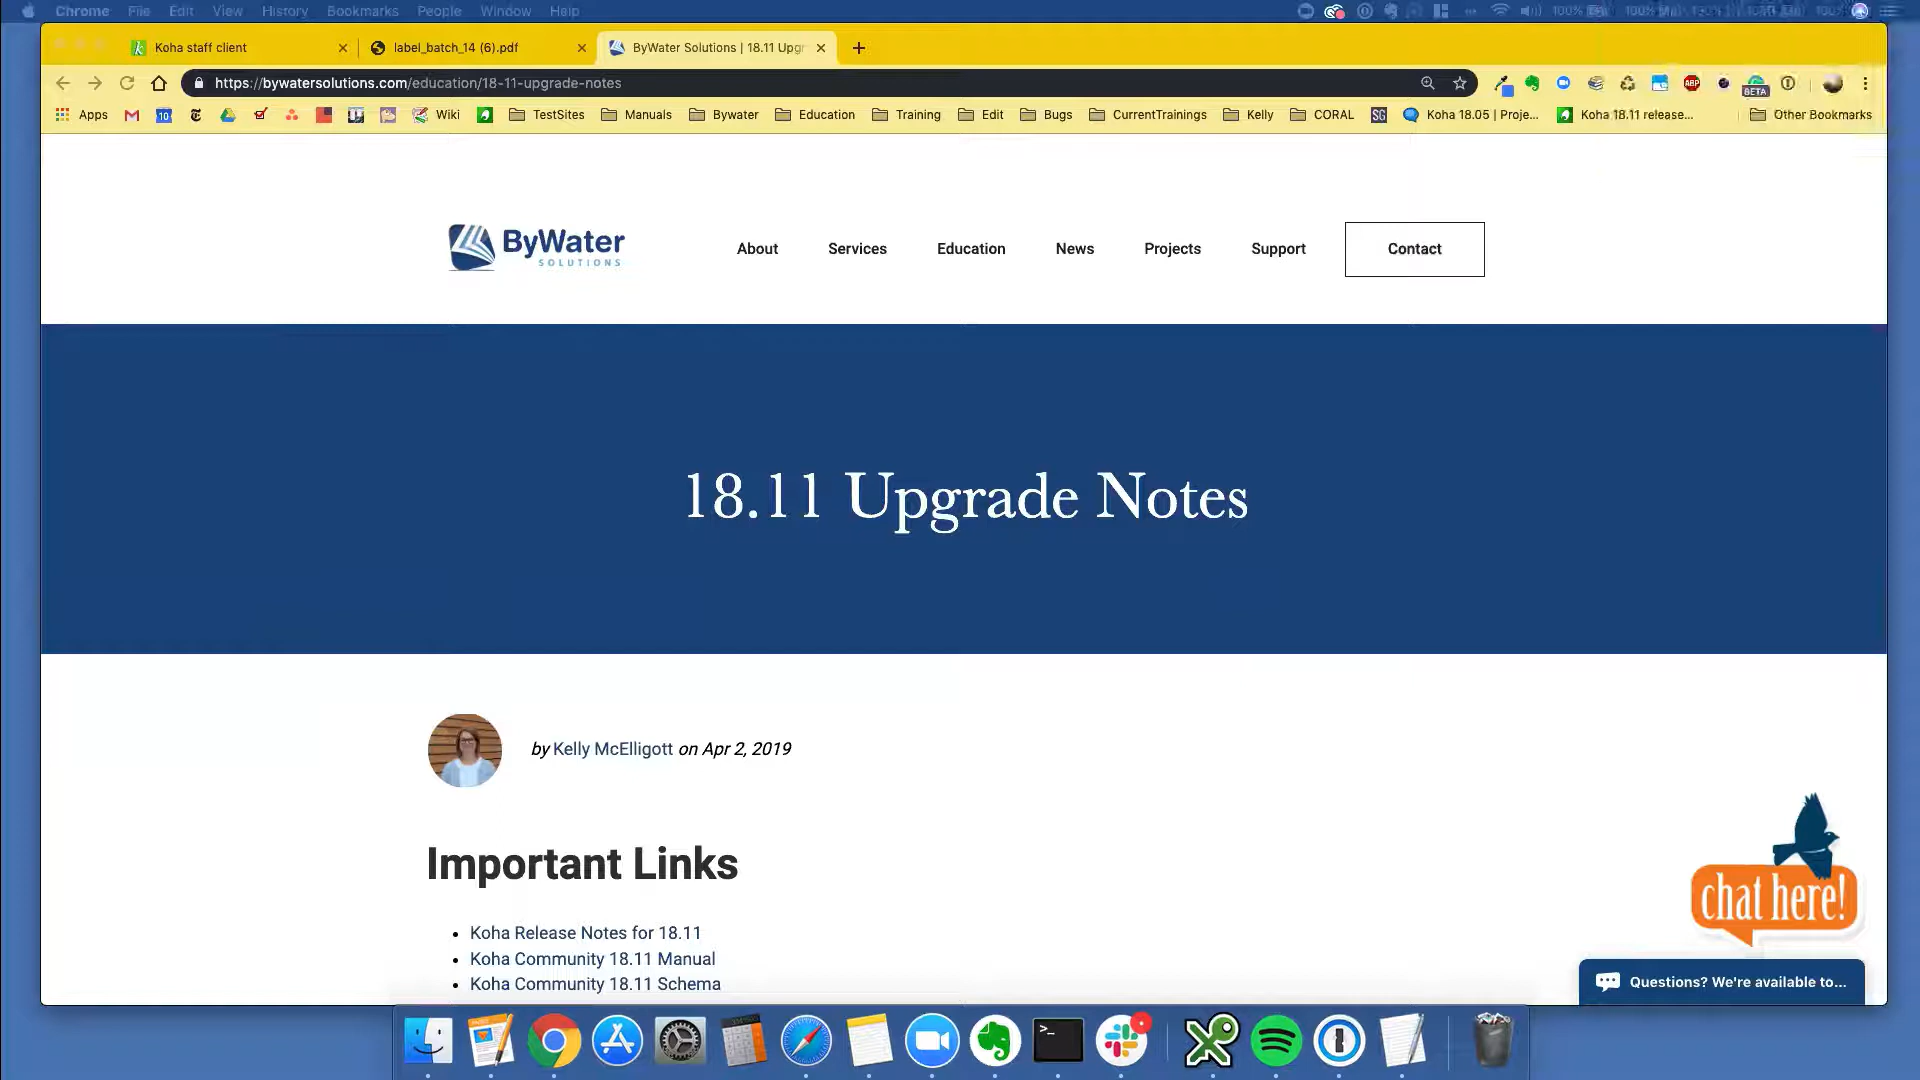 Chrome File Edit View History Bookmarks People Window Help
Koha staff client
label_batch_14 (6).pdf
ByWater Solutions | 18.11 Upgr
https://bywatersolutions.com/education/18-11-upgrade-notes
BETA
Apps
10
Wiki
TestSites
Manuals
Bywater
Education
Training
Edit
Bugs
CurrentTrainings
Kelly
CORAL
SG
Koha 18.05 | Proje...
Koha 18.11 release...
Other Bookmarks
ByWater
SOLUTIONS
About
Services
Education
News
Projects
Support
Contact
18.11 Upgrade Notes
by Kelly McElligott on Apr 2, 2019
Important Links
Koha Release Notes for 18.11
Koha Community 18.11 Manual
Koha Community 18.11 Schema
chat here!
Questions? We're available to...